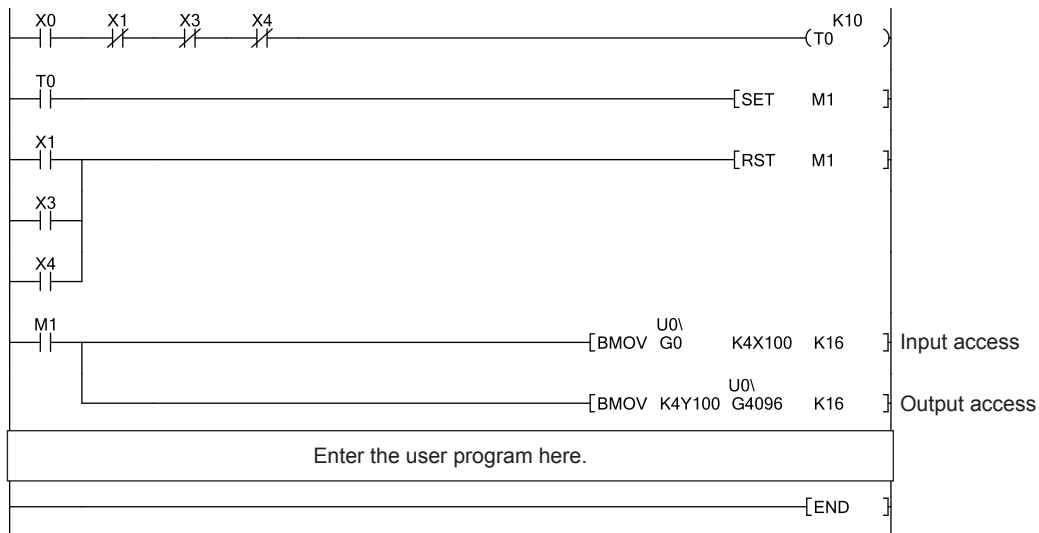 X0 X1 X3 X4 K10
T0
T0
SET M1
X1
RST M1
X3
X4
M1 U0\
BMOV G0 K4X100 K16 Input access
U0\
BMOV K4Y100 G4096 K16 Output access
Enter the user program here.
END